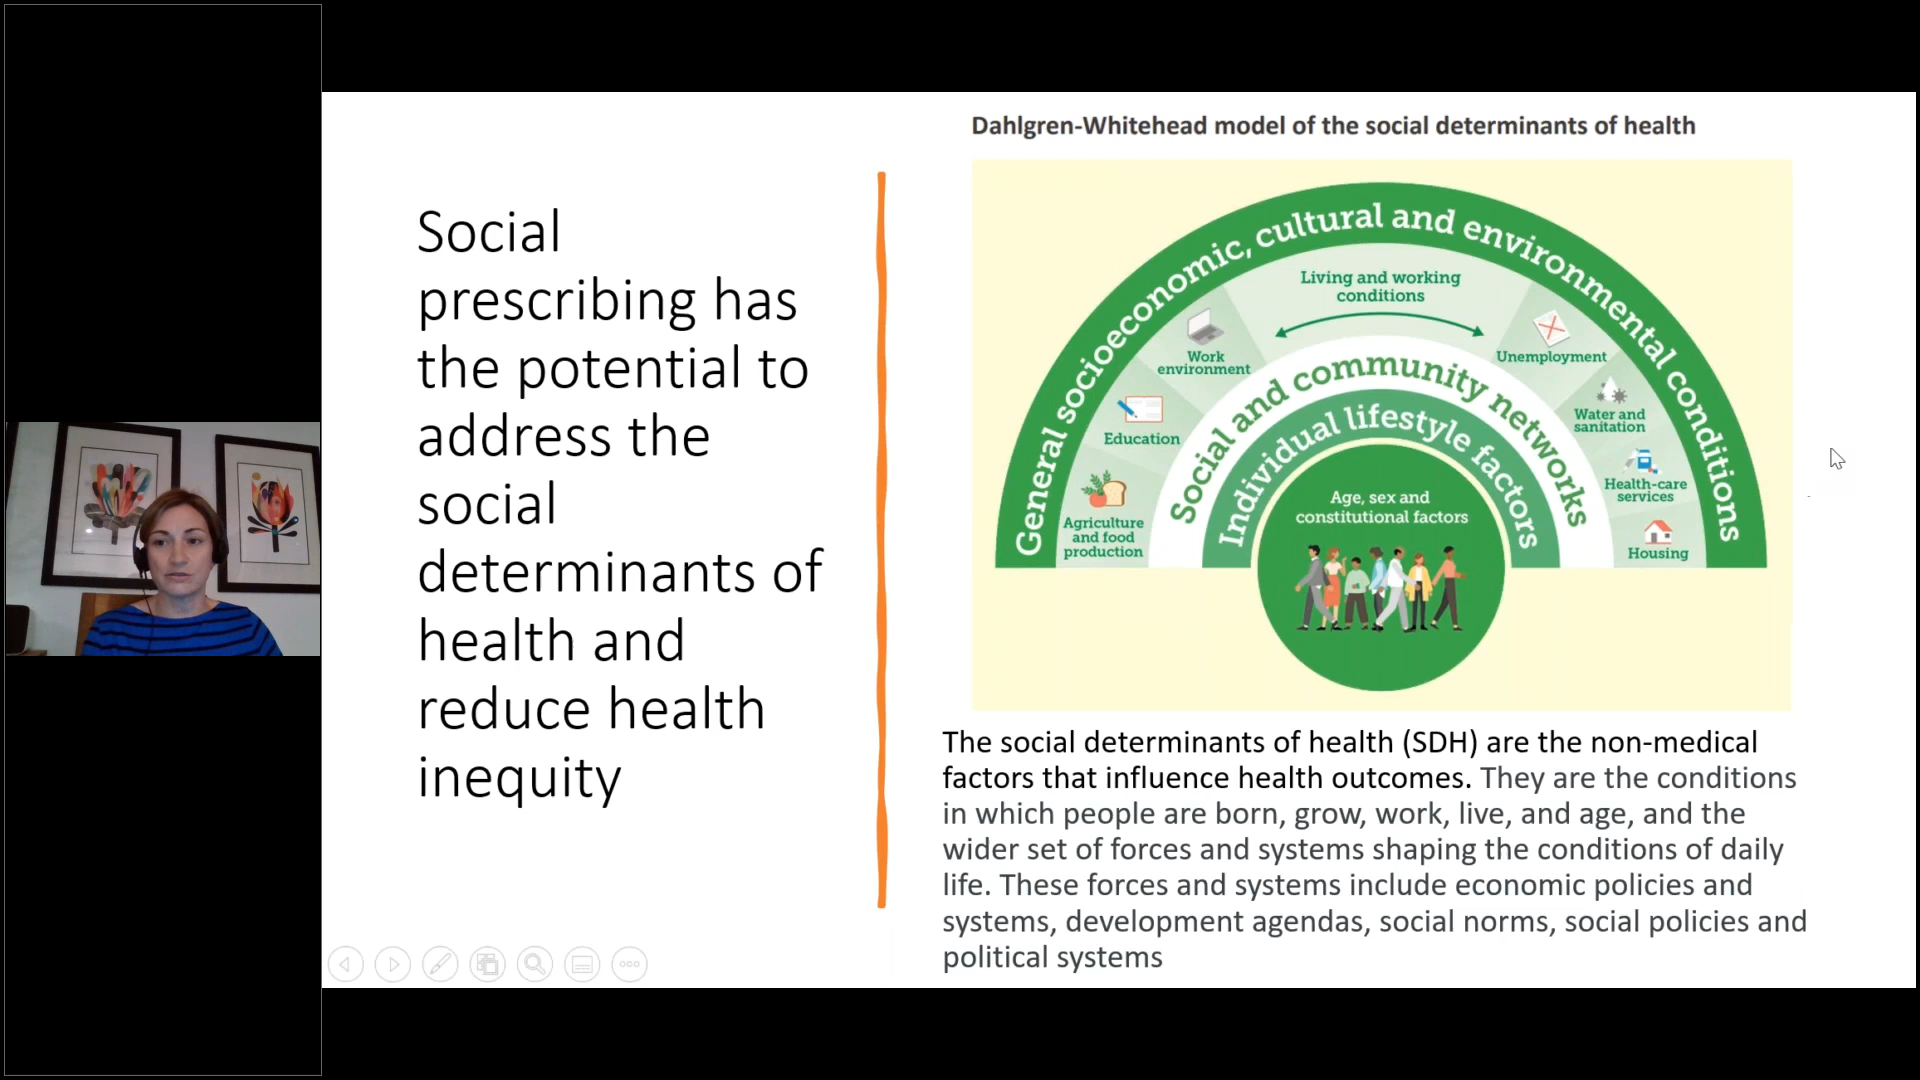 Social
prescribing has
the potential to
address the
social
determinants of
health and
reduce health
inequity
Dahlgren-Whitehead model of the social determinants of health
General socioeconomic, cultural and environmental conditions
Living and working
conditions
Work
environment
Education
Agriculture
and food
production
Unemployment
Water and
sanitation
Health-care
services
Housing
Social and community networks
Individual lifestyle factors
Age, sex and
constitutional factors
The social determinants of health (SDH) are the non-medical
factors that influence health outcomes. They are the conditions
in which people are born, grow, work, live, and age, and the
wider set of forces and systems shaping the conditions of daily
life. These forces and systems include economic policies and
systems, development agendas, social norms, social policies and
political systems